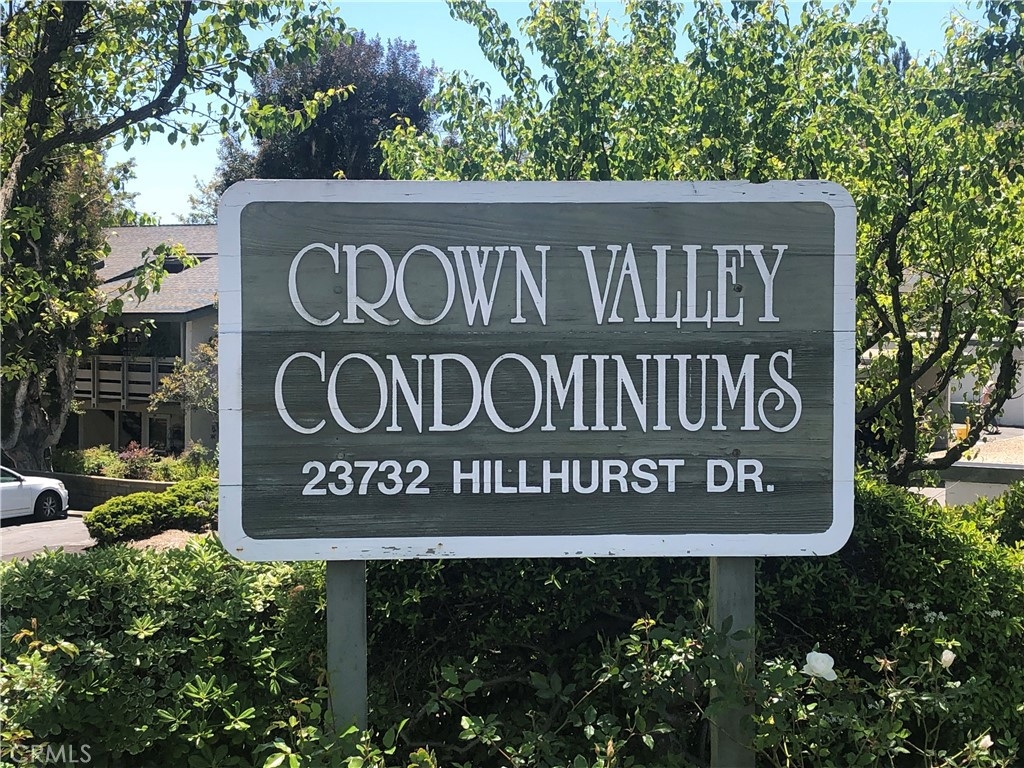 CROWN VALLEY
CONDOMINIUMS
23732 HILLHURST DR.
CRMLS